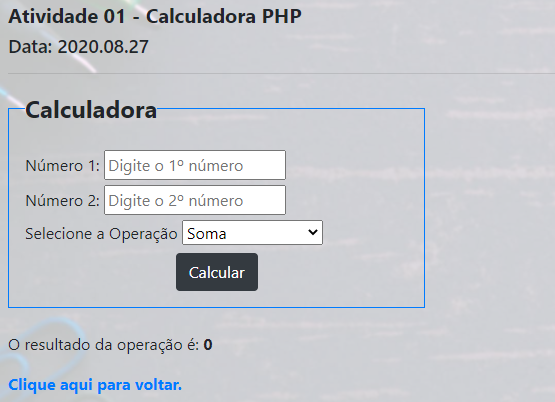 Atividade 01 - Calculadora PHP
Data: 2020.08.27
Calculadora
Número 1: Digite o 1º número
Número 2: Digite o 2º número
Selecione a Operação Soma
Calcular
O resultado da operação é: 0
Clique aqui para voltar.